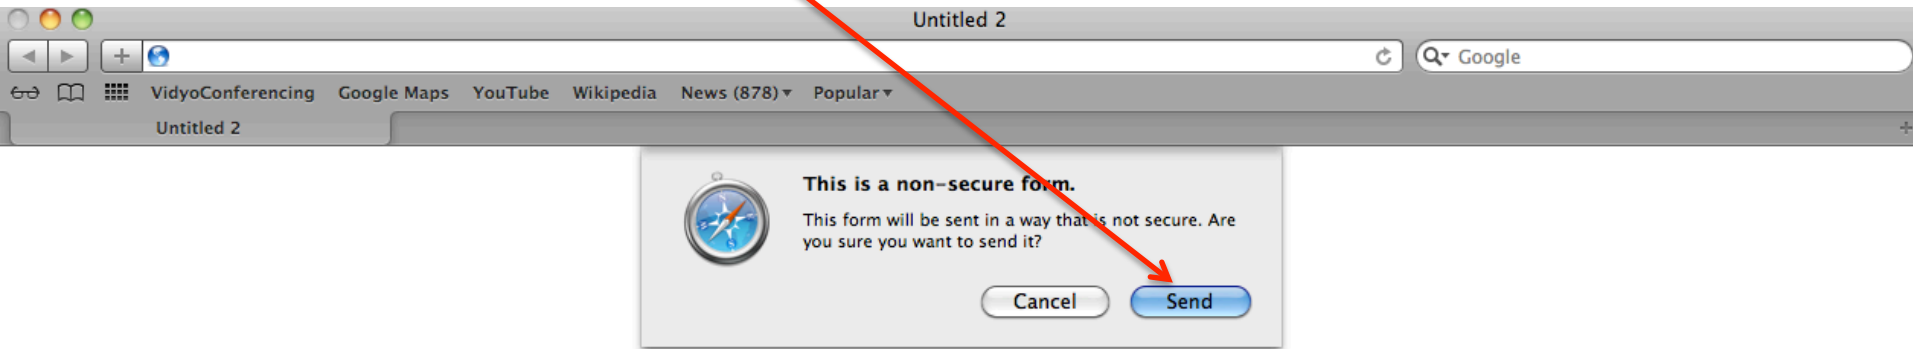 Untitled 2
Google
VidyoConferencing Google Maps YouTube Wikipedia News (878) Popular
Untitled 2
This is a non-secure form.
This form will be sent in a way that is not secure. Are
you sure you want to send it?
Cancel Send